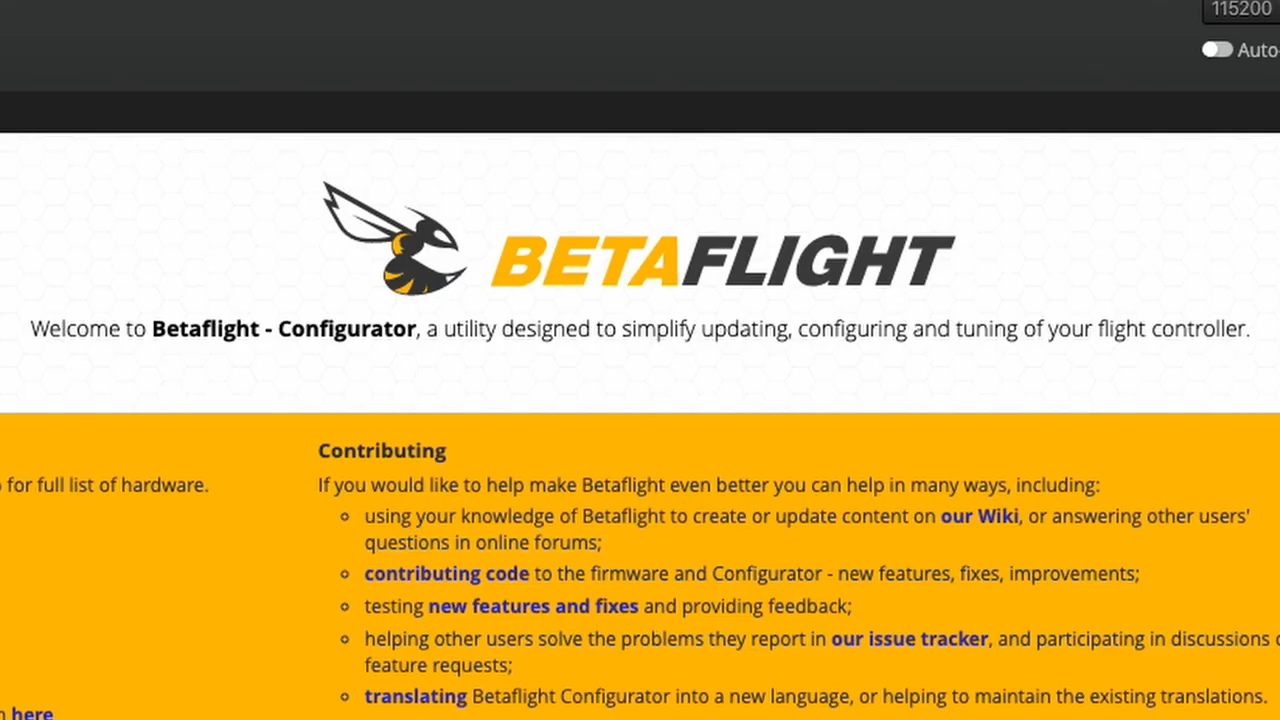 115200
Auto-
BETAFLIGHT
Welcome to Betaflight - Configurator, a utility designed to simplify updating, configuring and tuning of your flight controller.
for full list of hardware.
here
Contributing
If you would like to help make Betaflight even better you can help in many ways, including:
using your knowledge of Betaflight to create or update content on our Wiki, or answering other users'
questions in online forums;
contributing code to the firmware and Configurator - new features, fixes, improvements;
testing new features and fixes and providing feedback;
helping other users solve the problems they report in our issue tracker, and participating in discussions
feature requests;
translating Betaflight Configurator into a new language, or helping to maintain the existing translations.